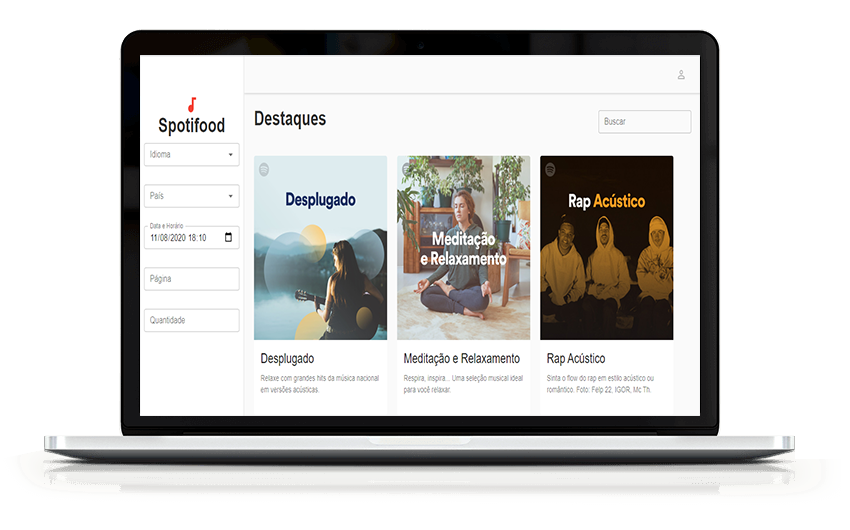 Spotifood
Idioma
País
Data e Horário
11/08/2020 18:10
Página
Quantidade
Destaques
Buscar
Desplugado
Meditação
e Relaxamento
Rap Acústico
Desplugado
Relaxe com grandes hits da música nacional
em versões acústicas.
Meditação e Relaxamento
Respira, inspira... Uma seleção musical ideal
para você relaxar.
Rap Acústico
Sinta o flow do rap em estilo acústico ou
romântico. Foto: Felp 22, IGOR, Mc Th.